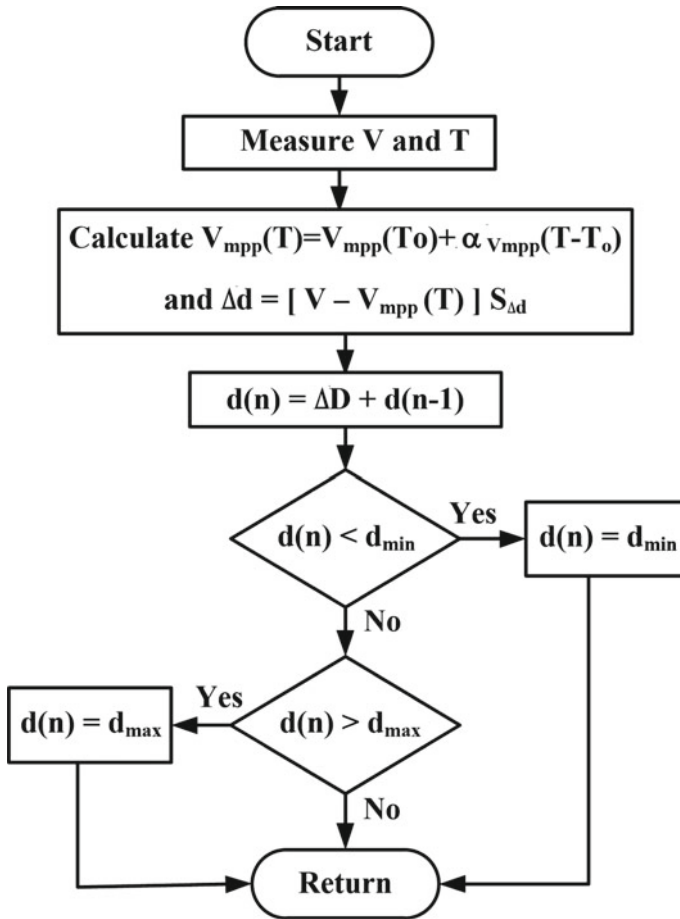 Start
Measure V and T
Calculate Vmpp(T)=Vmpp(To)+ α Vmpp(T-To)
and Δd = [ V – Vmpp (T) ] SΔd
d(n) = ΔD + d(n-1)
d(n) < dmin
Yes
d(n) = dmin
No
d(n) > dmax
Yes
d(n) = dmax
No
Return